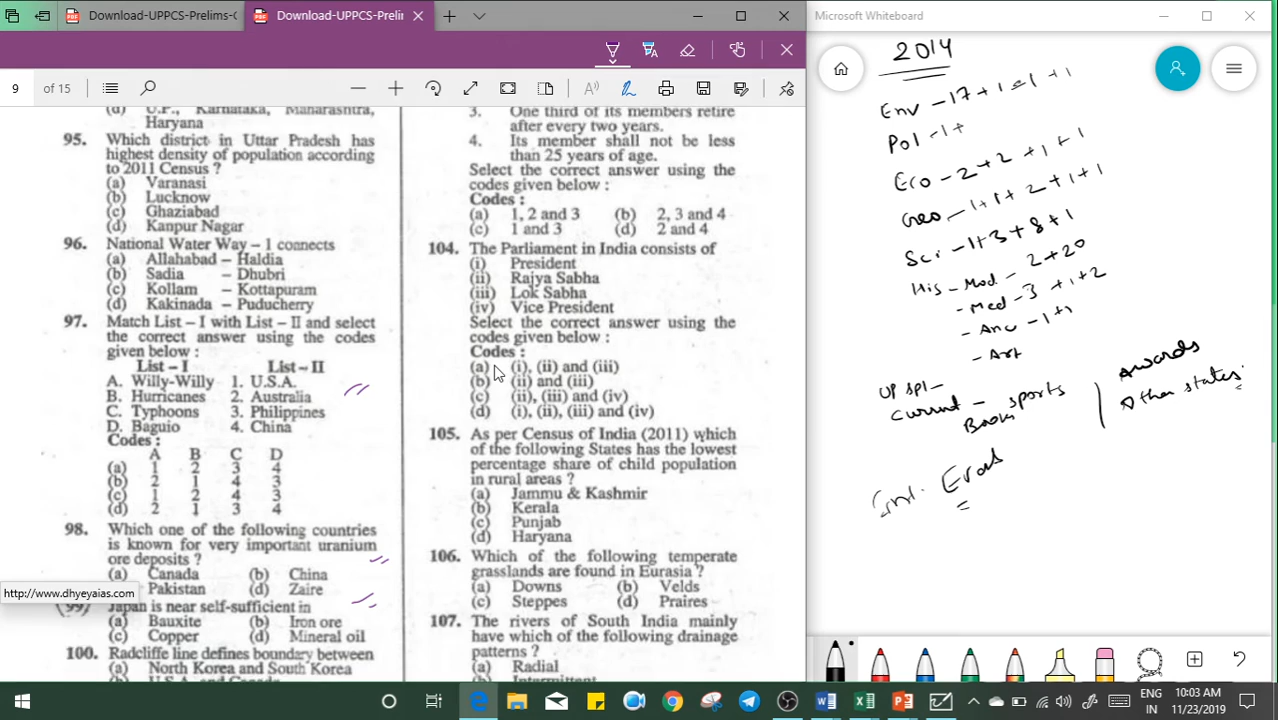 Download-UPPCS-Prelims-G
Download-UPPCS-Prelin
9 of 15
(d) U.P., Karnataka, Maharashtra,
Haryana
95. Which district in Uttar Pradesh has
highest density of population according
to 2011 Census ?
(a) Varanasi
(b) Lucknow
(c) Ghaziabad
(d) Kanpur Nagar
96. National Water Way – 1 connects
(a) Allahabad – Haldia
(b) Sadia – Dhubri
(c) Kollam – Kottapuram
(d) Kakinada – Puducherry
97. Match List – I with List – II and select
the correct answer using the codes
given below :
List – I List – II
A. Willy-Willy 1. U.S.A.
B. Hurricanes 2. Australia
C. Typhoons 3. Philippines
D. Baguio 4. China
Codes :
A B C D
(a) 1 2 3 4
(b) 2 1 4 3
(c) 1 2 4 3
(d) 2 1 3 4
98. Which one of the following countries
is known for very important uranium
ore deposits ?
(a) Canada (b) China
Pakistan (d) Zaire
http://www.dhyeyaias.com
(99) Japan is near self-sufficient in
(a) Bauxite (b) Iron ore
(c) Copper (d) Mineral oil
100. Radcliffe line defines boundary between
(a) North Korea and South Korea
(b) U.S.A. and Canada
3. One third of its members retire
after every two years.
4. Its member shall not be less
than 25 years of age.
Select the correct answer using the
codes given below :
Codes :
(a) 1, 2 and 3 (b) 2, 3 and 4
(c) 1 and 3 (d) 2 and 4
104. The Parliament in India consists of
(i) President
(ii) Rajya Sabha
(iii) Lok Sabha
(iv) Vice President
Select the correct answer using the
codes given below :
Codes :
(a) (i), (ii) and (iii)
(b) (ii) and (iii)
(c) (ii), (iii) and (iv)
(d) (i), (ii), (iii) and (iv)
105. As per Census of India (2011) which
of the following States has the lowest
percentage share of child population
in rural areas ?
(a) Jammu & Kashmir
(b) Kerala
(c) Punjab
(d) Haryana
106. Which of the following temperate
grasslands are found in Eurasia ?
(a) Downs (b) Velds
(c) Steppes (d) Praires
107. The rivers of South India mainly
have which of the following drainage
patterns ?
(a) Radial
(b) Intermittent
Microsoft Whiteboard
2014
Env – 17 + 1 + 1
Pol – 1 +
Eco – 2 + 2 + 1 + 1
Geo – 1 + 1 + 2 + 1 + 1
Sci – 1 + 3 + 8 + 1
His – Mod – 2 + 20
– Med – 3 + 1 + 2
– Anc – 1 +
– Art
UP spl –
Current – sports
Books
Awards
Other states
ENG 10:03 AM
IN 11/23/2019